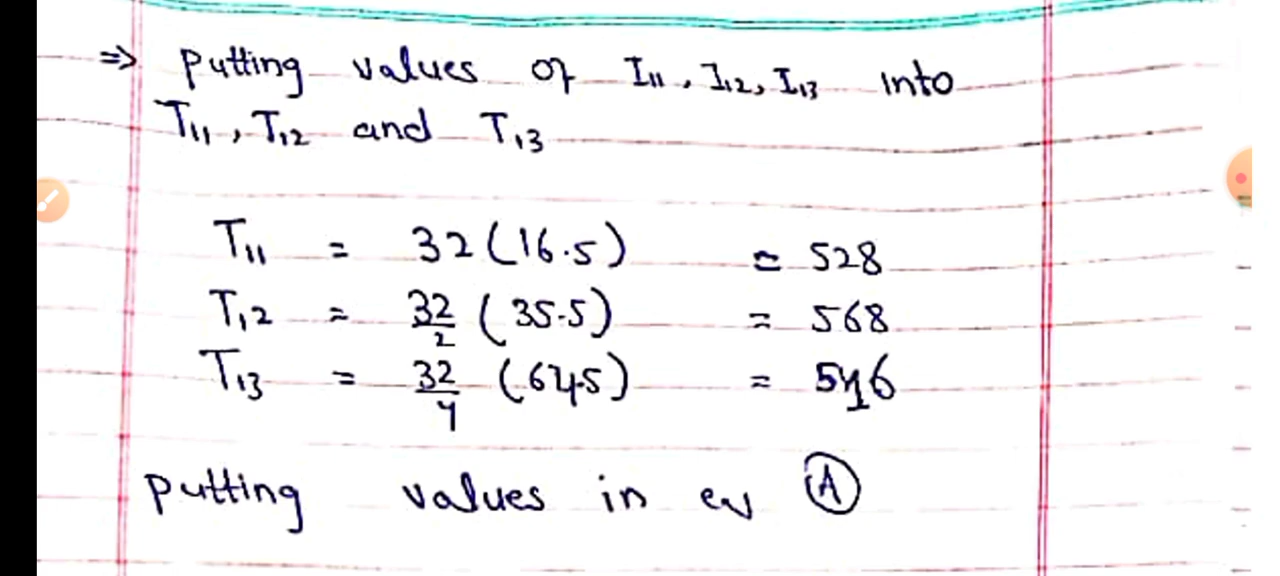 => Putting values of I₁₁, I₁₂, I₁₃ into
T₁₁, T₁₂ and T₁₃
T₁₁ = 32 (16.5) = 528
T₁₂ = 32/2 (35.5) = 568
T₁₃ = 32/4 (64.5) = 516
Putting values in eq (A)